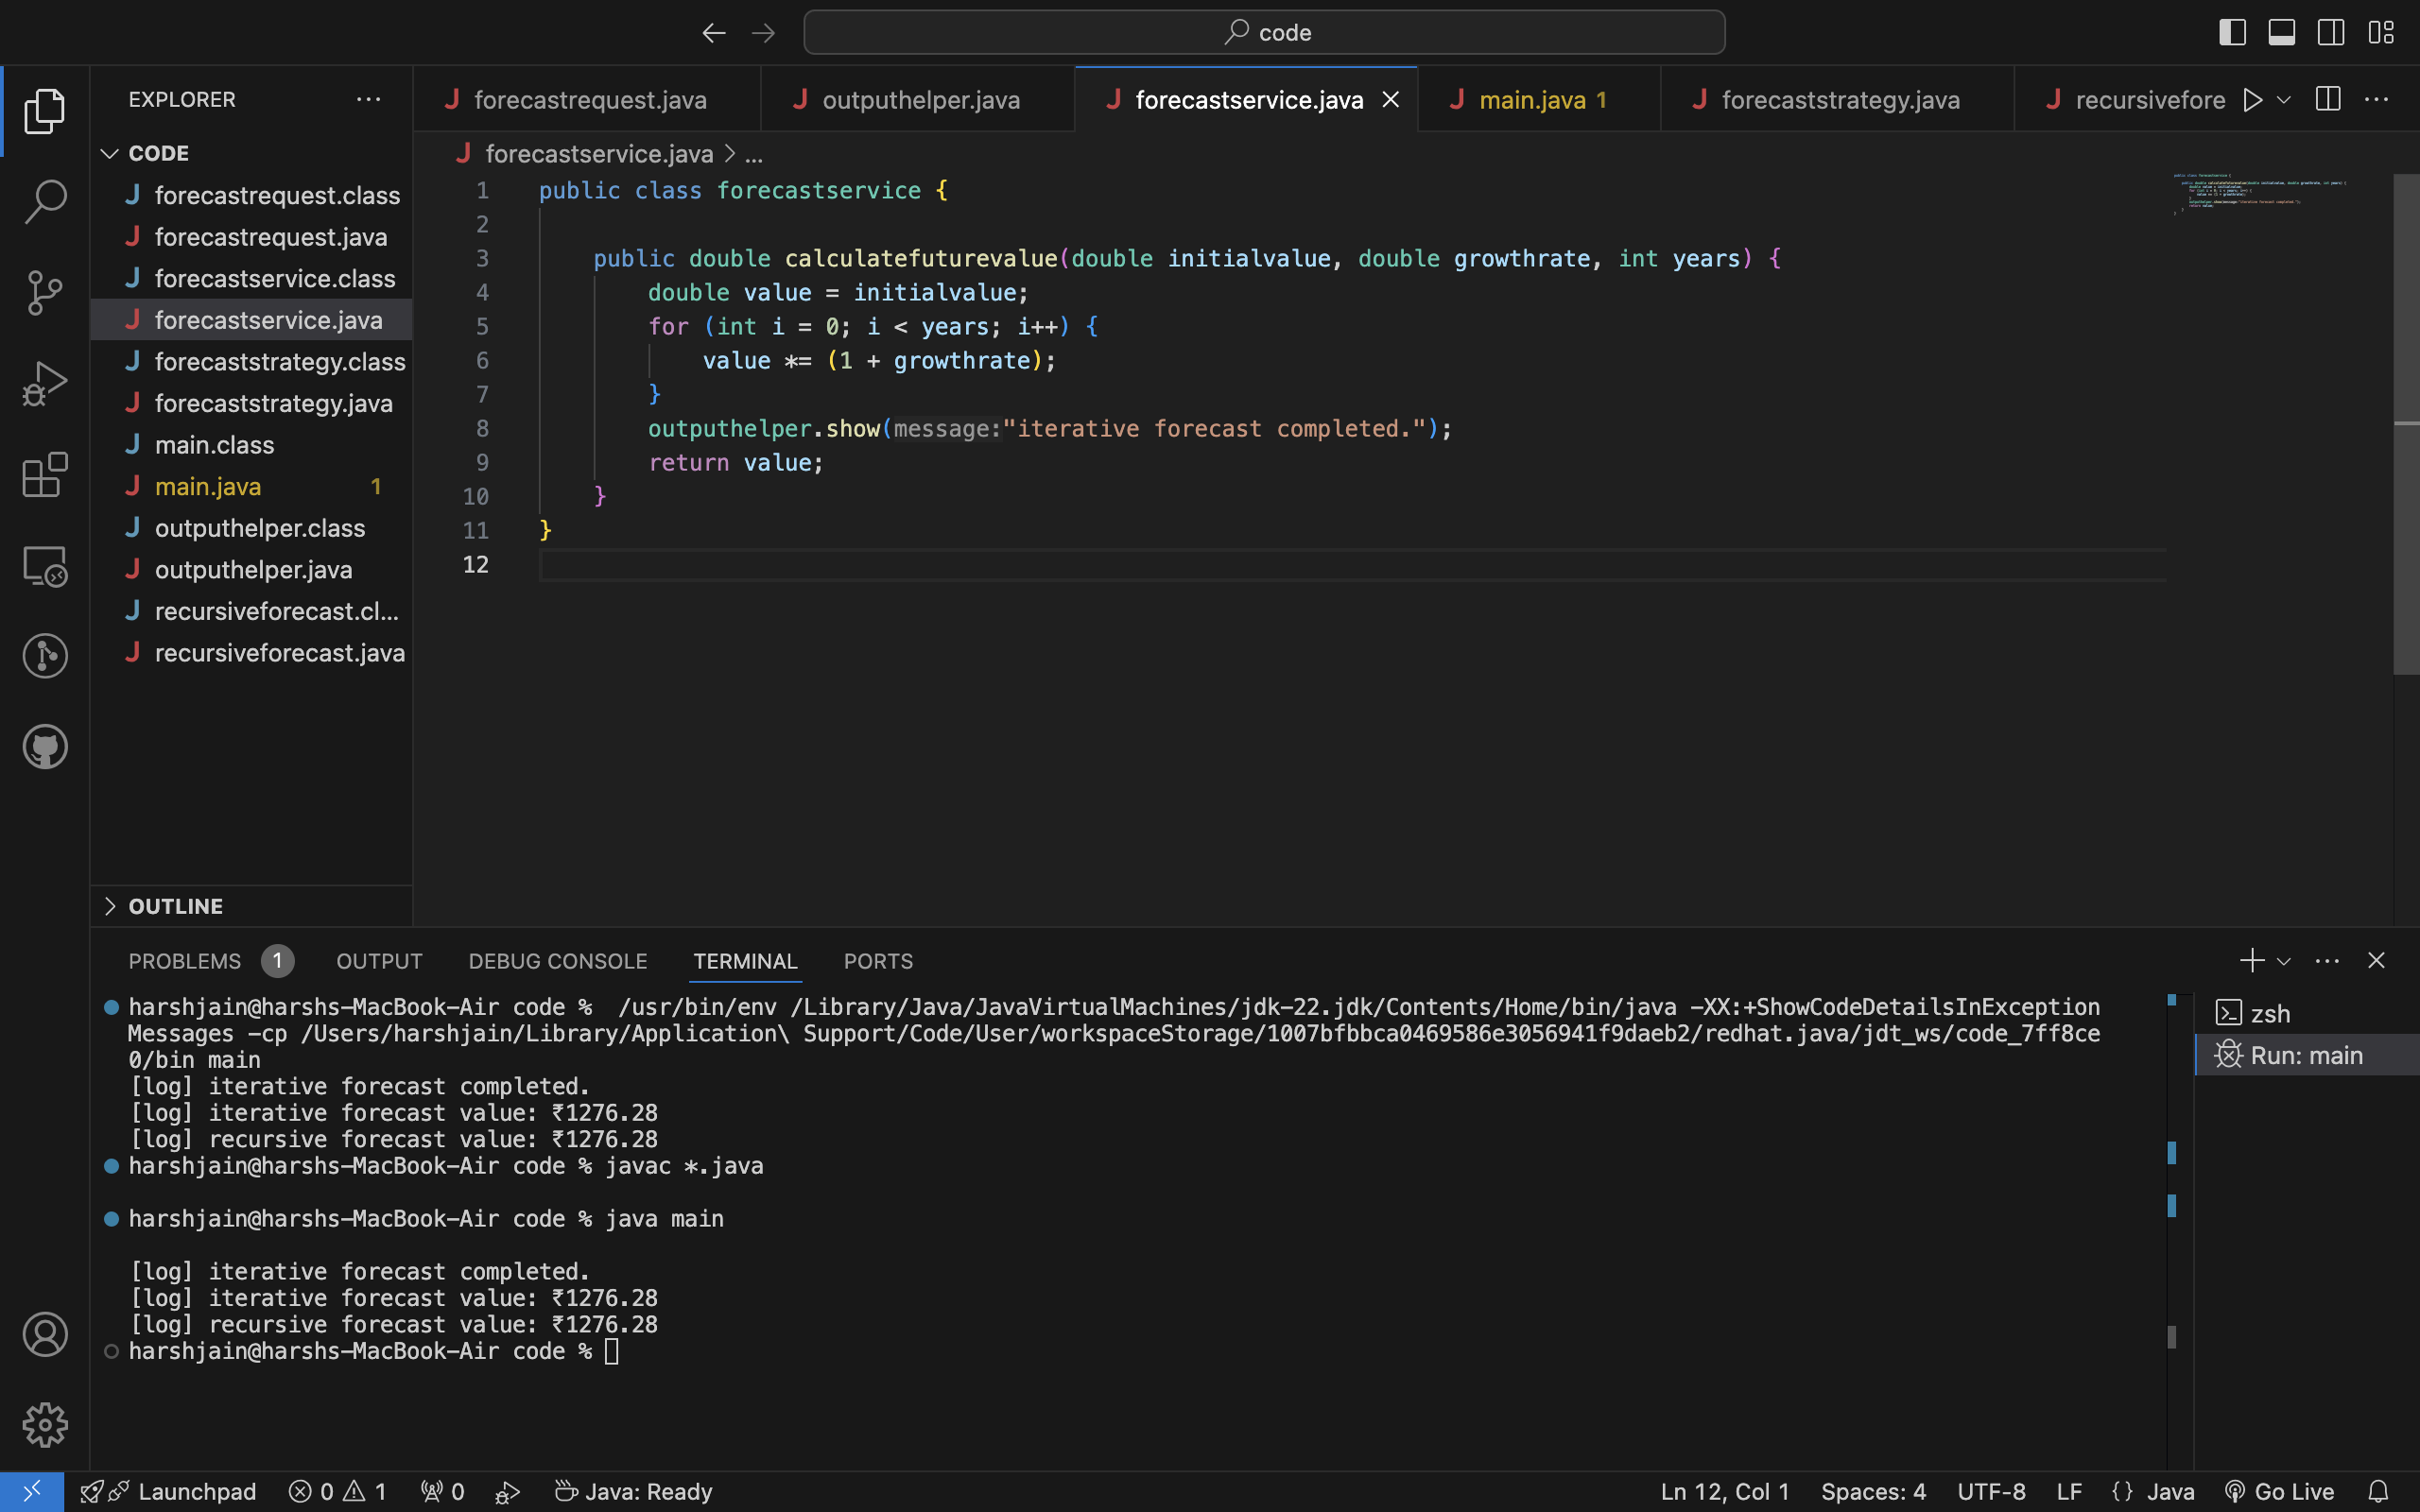 code
EXPLORER
CODE
forecastrequest.class
forecastrequest.java
forecastservice.class
forecastservice.java
forecaststrategy.class
forecaststrategy.java
main.class
main.java 1
outputhelper.class
outputhelper.java
recursiveforecast.cl...
recursiveforecast.java
OUTLINE
forecastrequest.java outputhelper.java forecastservice.java main.java 1 forecaststrategy.java recursivefore
forecastservice.java > ...
1 public class forecastservice {
2
3 public double calculatefuturevalue(double initialvalue, double growthrate, int years) {
4 double value = initialvalue;
5 for (int i = 0; i < years; i++) {
6 value *= (1 + growthrate);
7 }
8 outputhelper.show(message:"iterative forecast completed.");
9 return value;
10 }
11 }
12
PROBLEMS 1 OUTPUT DEBUG CONSOLE TERMINAL PORTS
harshjain@harshs-MacBook-Air code % /usr/bin/env /Library/Java/JavaVirtualMachines/jdk-22.jdk/Contents/Home/bin/java -XX:+ShowCodeDetailsInException
Messages -cp /Users/harshjain/Library/Application\ Support/Code/User/workspaceStorage/1007bfbbca0469586e3056941f9daeb2/redhat.java/jdt_ws/code_7ff8ce
0/bin main
[log] iterative forecast completed.
[log] iterative forecast value: ₹1276.28
[log] recursive forecast value: ₹1276.28
harshjain@harshs-MacBook-Air code % javac *.java
harshjain@harshs-MacBook-Air code % java main
[log] iterative forecast completed.
[log] iterative forecast value: ₹1276.28
[log] recursive forecast value: ₹1276.28
harshjain@harshs-MacBook-Air code %
zsh
Run: main
Launchpad 0 1 0 Java: Ready Ln 12, Col 1 Spaces: 4 UTF-8 LF {} Java Go Live